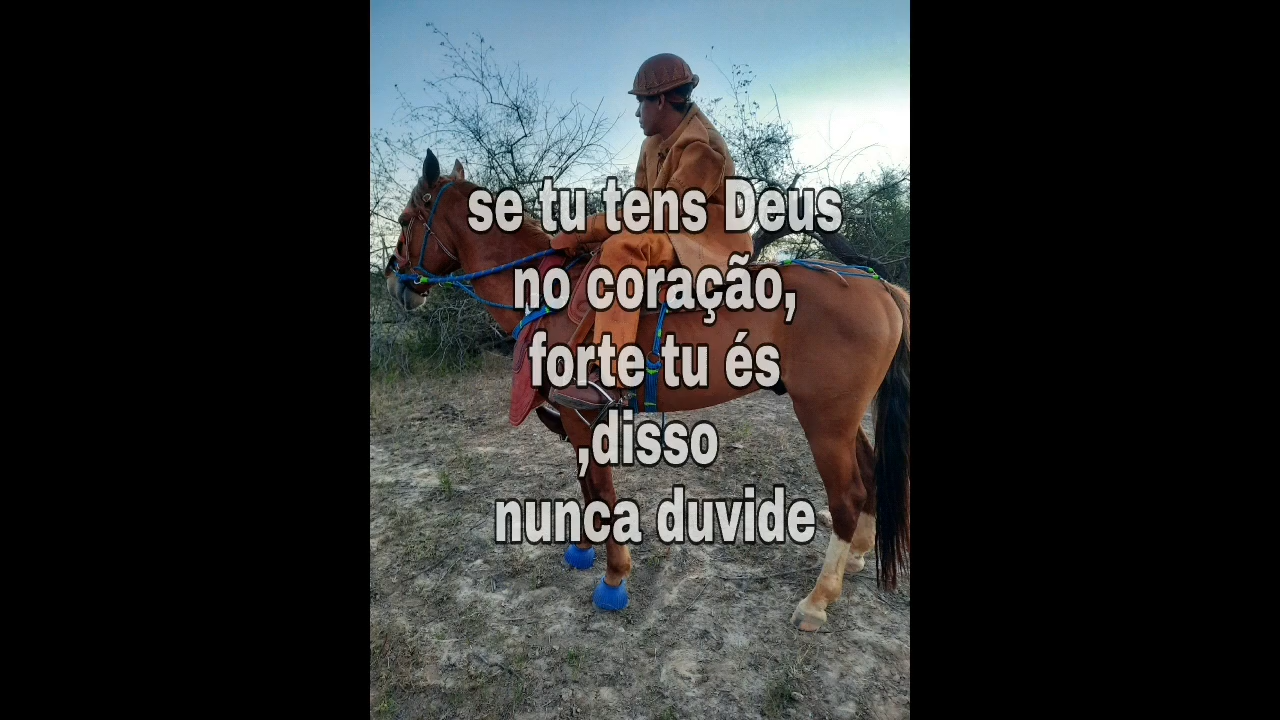 se tu tens Deus
no coração,
forte tu és
,disso
nunca duvide